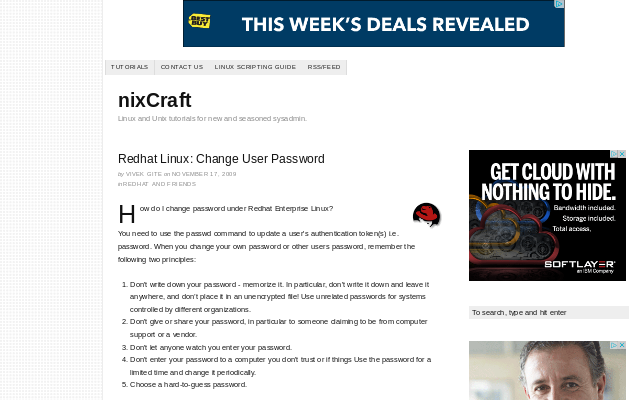 BEST BUY
THIS WEEK'S DEALS REVEALED
TUTORIALS CONTACT US LINUX SCRIPTING GUIDE RSS/FEED
nixCraft
Linux and Unix tutorials for new and seasoned sysadmin.
Redhat Linux: Change User Password
by VIVEK GITE on NOVEMBER 17, 2009
in REDHAT AND FRIENDS
How do I change password under Redhat Enterprise Linux?
You need to use the passwd command to update a user's authentication token(s) i.e.
password. When you change your own password or other users password, remember the
following two principles:
1. Don't write down your password - memorize it. In particular, don't write it down and leave it
anywhere, and don't place it in an unencrypted file! Use unrelated passwords for systems
controlled by different organizations.
2. Don't give or share your password, in particular to someone claiming to be from computer
support or a vendor.
3. Don't let anyone watch you enter your password.
4. Don't enter your password to a computer you don't trust or if things Use the password for a
limited time and change it periodically.
5. Choose a hard-to-guess password.
GET CLOUD WITH
NOTHING TO HIDE.
Bandwidth included.
Storage included.
Total access.
SOFTLAYER
an IBM Company
To search, type and hit enter